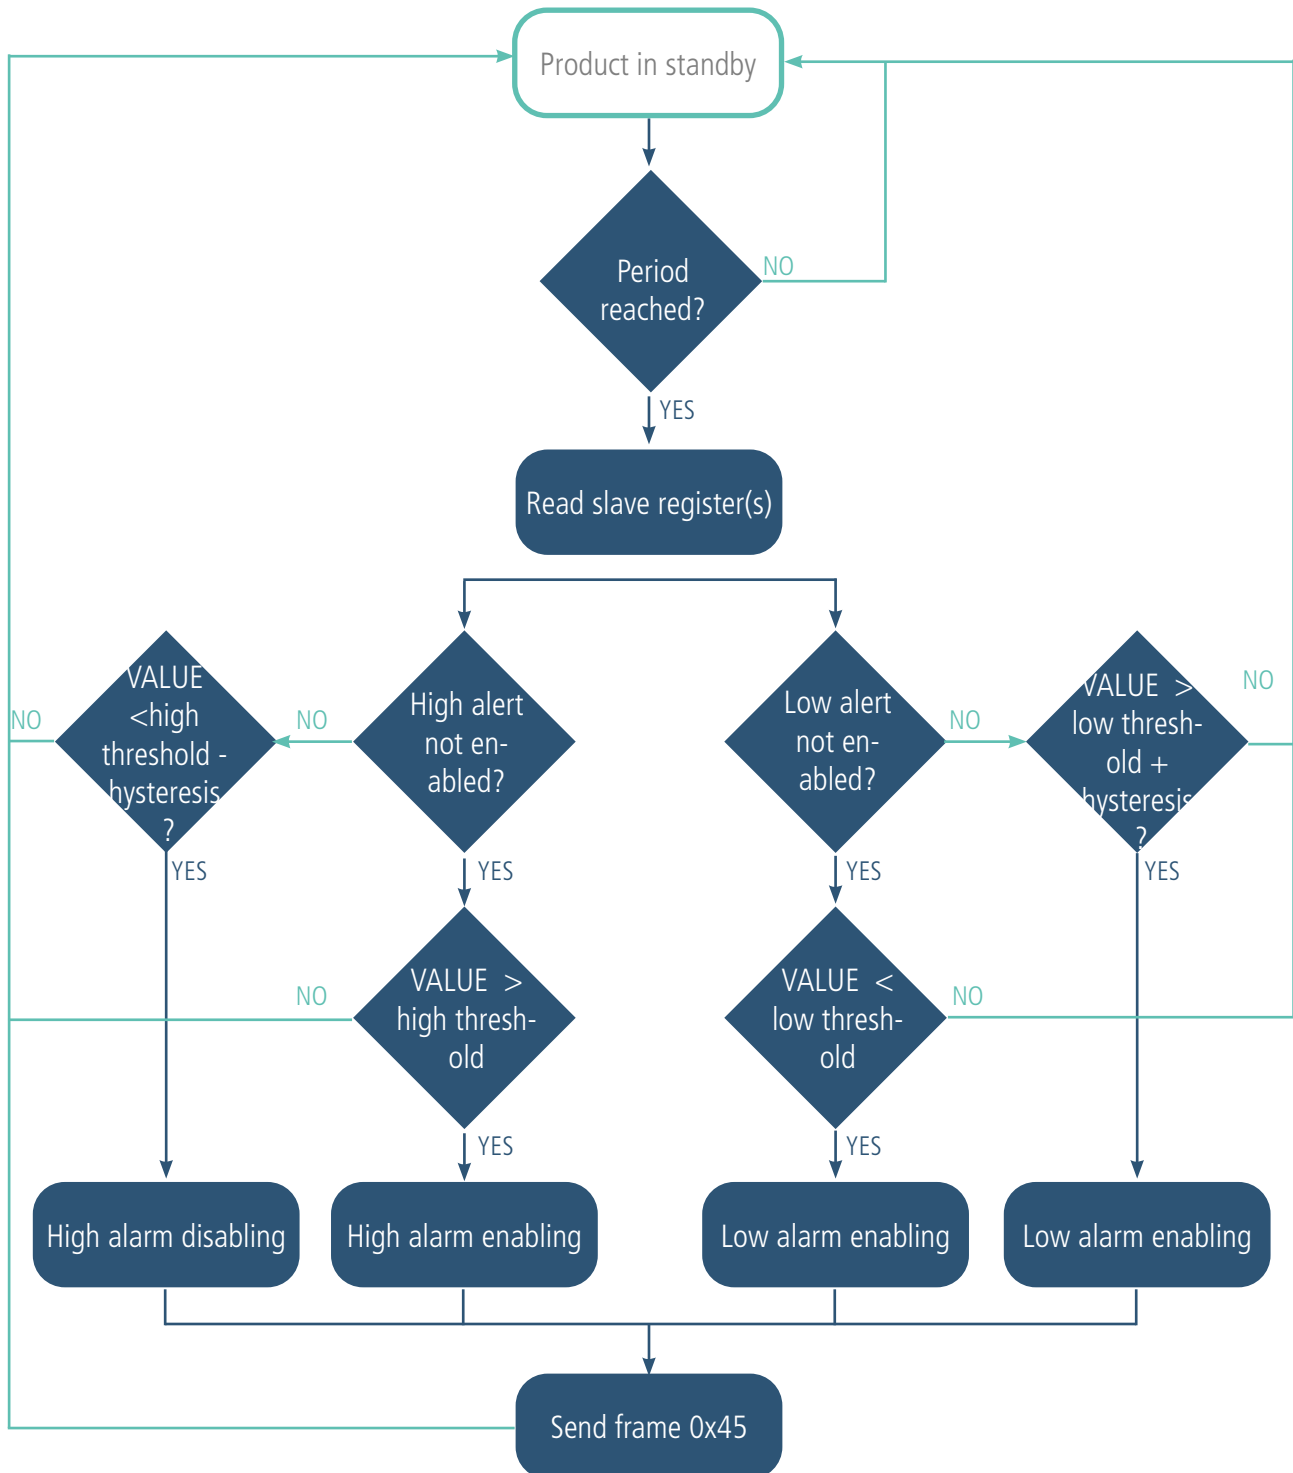 Product in standby
Period
reached?
NO
YES
Read slave register(s)
VALUE
<high
threshold -
hysteresis
?
NO
YES
NO
High alert
not en-
abled?
YES
Low alert
not en-
abled?
NO
YES
VALUE >
low thresh-
old +
hysteresis
?
NO
YES
VALUE >
high thresh-
old
NO
YES
VALUE <
low thresh-
old
NO
YES
High alarm disabling
High alarm enabling
Low alarm enabling
Low alarm enabling
Send frame 0x45